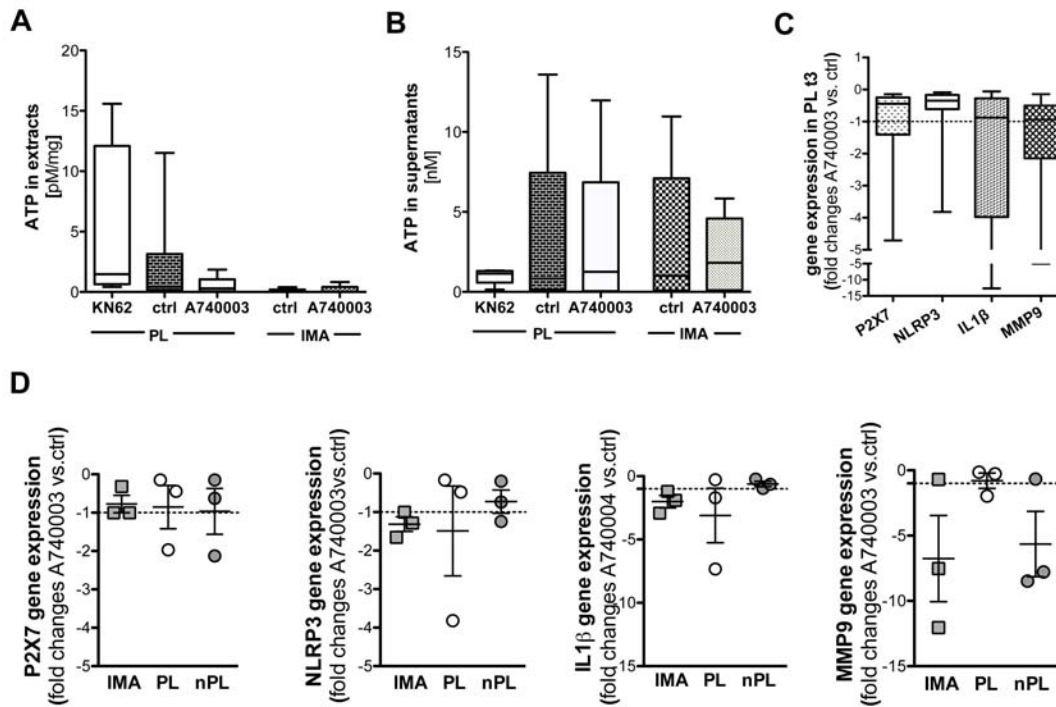 A
ATP in extracts
[pM/mg]
20
15
10
5
0
KN62 ctrl A740003 ctrl A740003
PL IMA
B
ATP in supernatants
[nM]
15
10
5
0
KN62 ctrl A740003 ctrl A740003
PL IMA
C
gene expression in PL t3
(fold changes A740003 vs. ctrl)
1
0
-1
-2
-3
-4
-5
-5
-10
-15
P2X7 NLRP3 IL1β MMP9
D
P2X7 gene expression
(fold changes A740003 vs.ctrl)
0
-1
-2
-3
-4
-5
IMA PL nPL
NLRP3 gene expression
(fold changes A740003vs.ctrl)
0
-1
-2
-3
-4
-5
IMA PL nPL
IL1β gene expression
(fold changes A740004 vs.ctrl)
0
-5
-10
15
IMA PL nPL
MMP9 gene expression
(fold changes A740003 vs.ctrl)
0
-5
-10
-15
IMA PL nPL